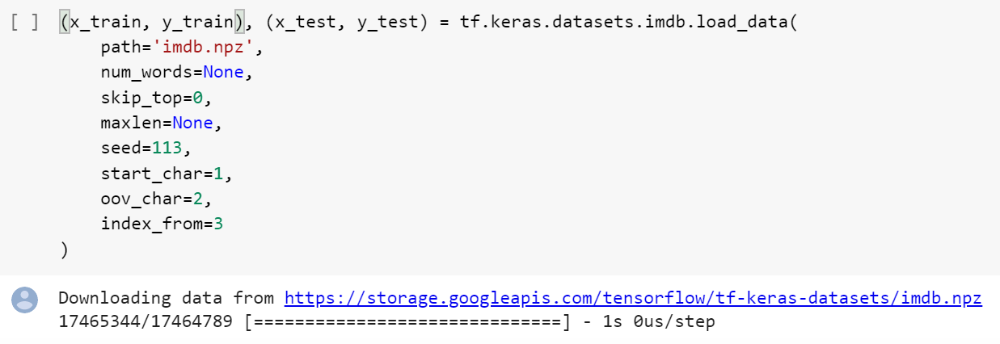 [ ] (x_train, y_train), (x_test, y_test) = tf.keras.datasets.imdb.load_data(
path='imdb.npz',
num_words=None,
skip_top=0,
maxlen=None,
seed=113,
start_char=1,
oov_char=2,
index_from=3
)
Downloading data from https://storage.googleapis.com/tensorflow/tf-keras-datasets/imdb.npz
17465344/17464789 [==============================] - 1s 0us/step